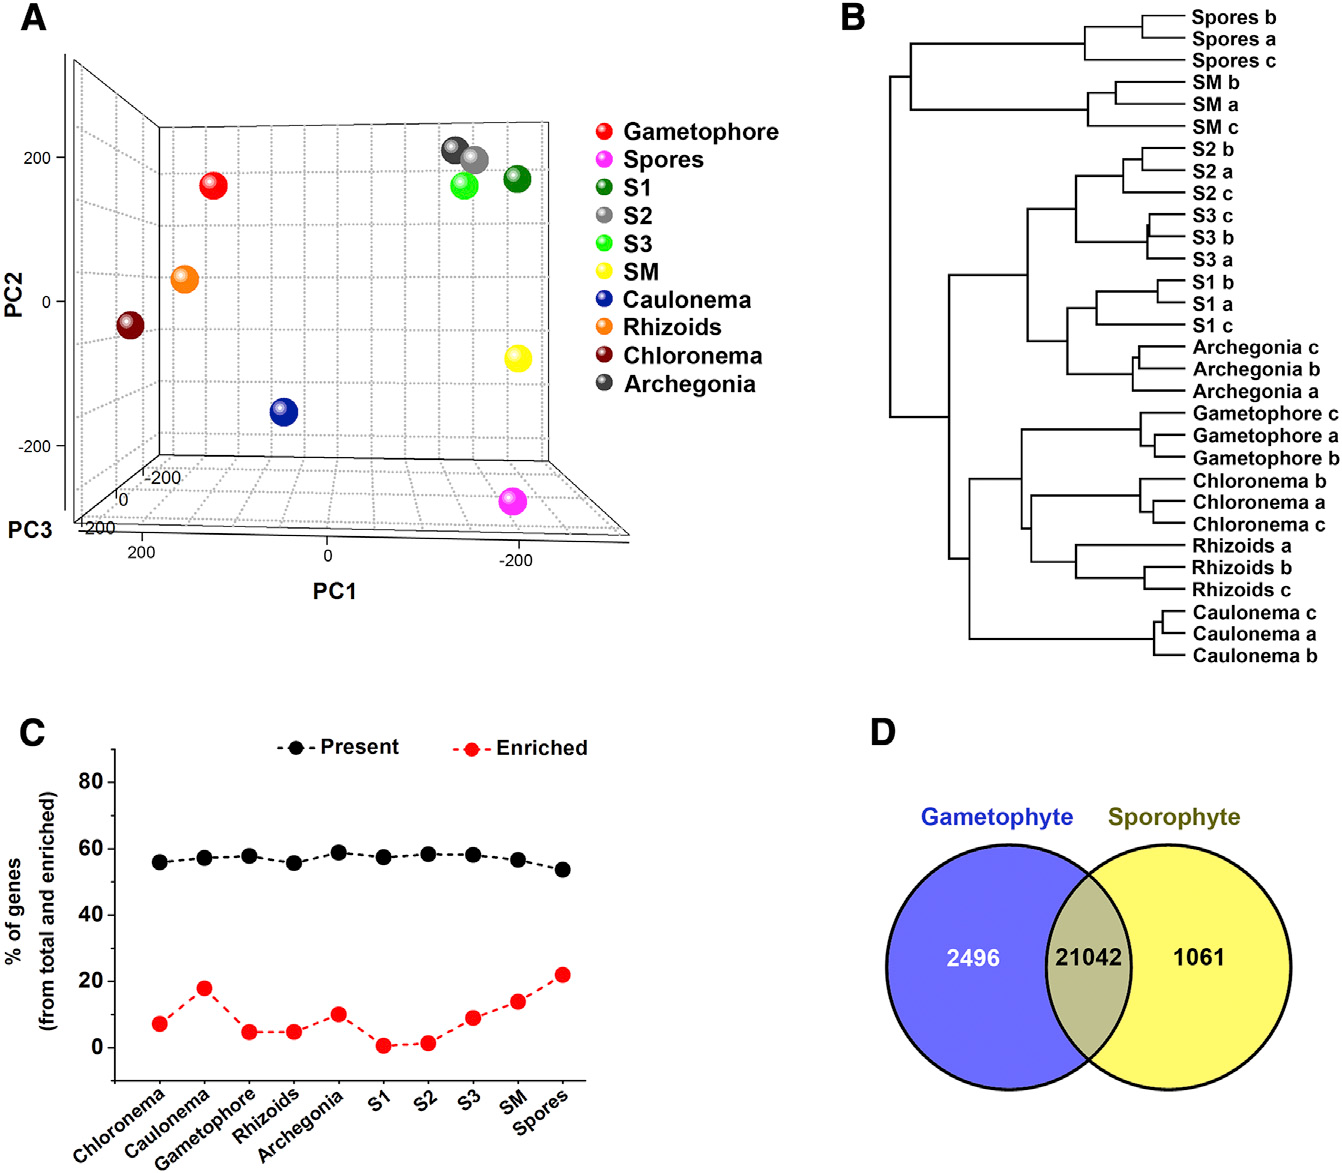 A
200
0
-200
PC2
PC3
-200
0
200
200
0
-200
PC1
Gametophore
Spores
S1
S2
S3
SM
Caulonema
Rhizoids
Chloronema
Archegonia
B
Spores b
Spores a
Spores c
SM b
SM a
SM c
S2 b
S2 a
S2 c
S3 c
S3 b
S3 a
S1 b
S1 a
S1 c
Archegonia c
Archegonia b
Archegonia a
Gametophore c
Gametophore a
Gametophore b
Chloronema b
Chloronema a
Chloronema c
Rhizoids a
Rhizoids b
Rhizoids c
Caulonema c
Caulonema a
Caulonema b
C
Present
Enriched
% of genes
(from total and enriched)
80
60
40
20
0
Chloronema
Caulonema
Gametophore
Rhizoids
Archegonia
S1
S2
S3
SM
Spores
D
Gametophyte
Sporophyte
2496
21042
1061